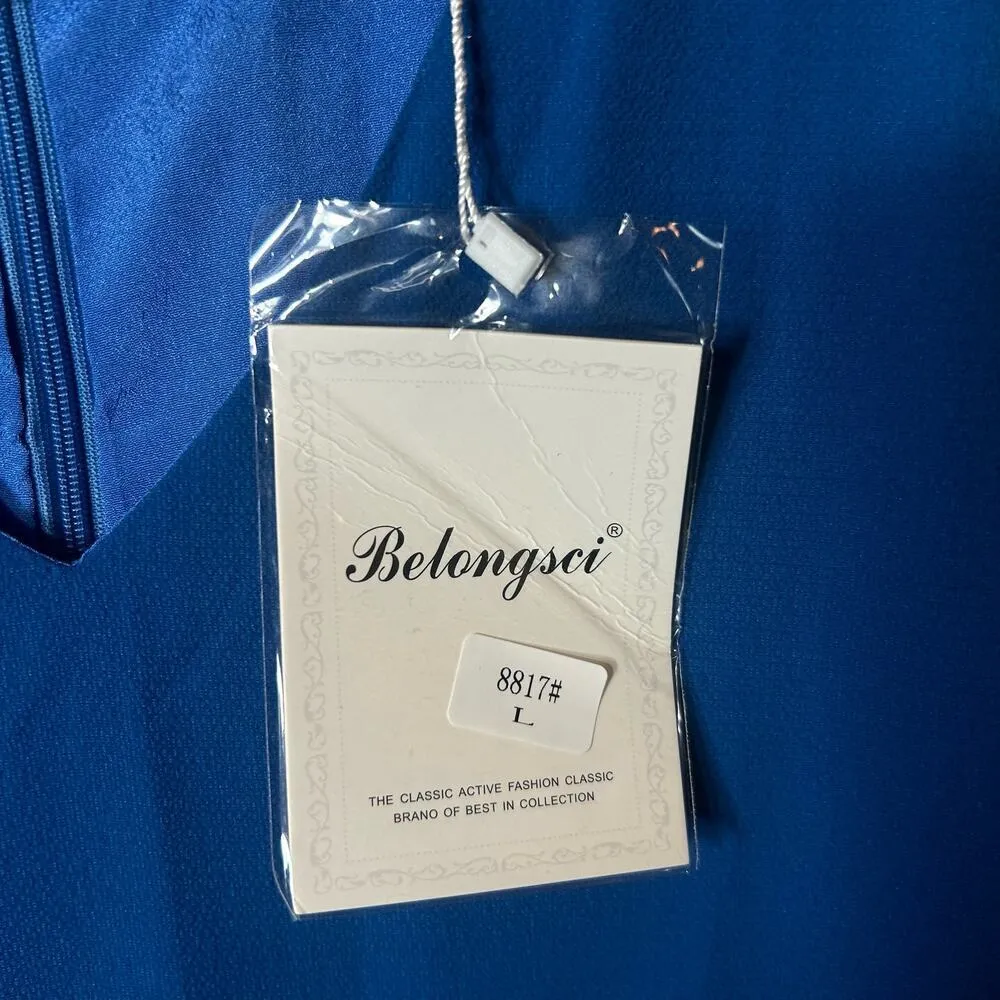 Belongsci®
8817#
L
THE CLASSIC ACTIVE FASHION CLASSIC
BRANO OF BEST IN COLLECTION